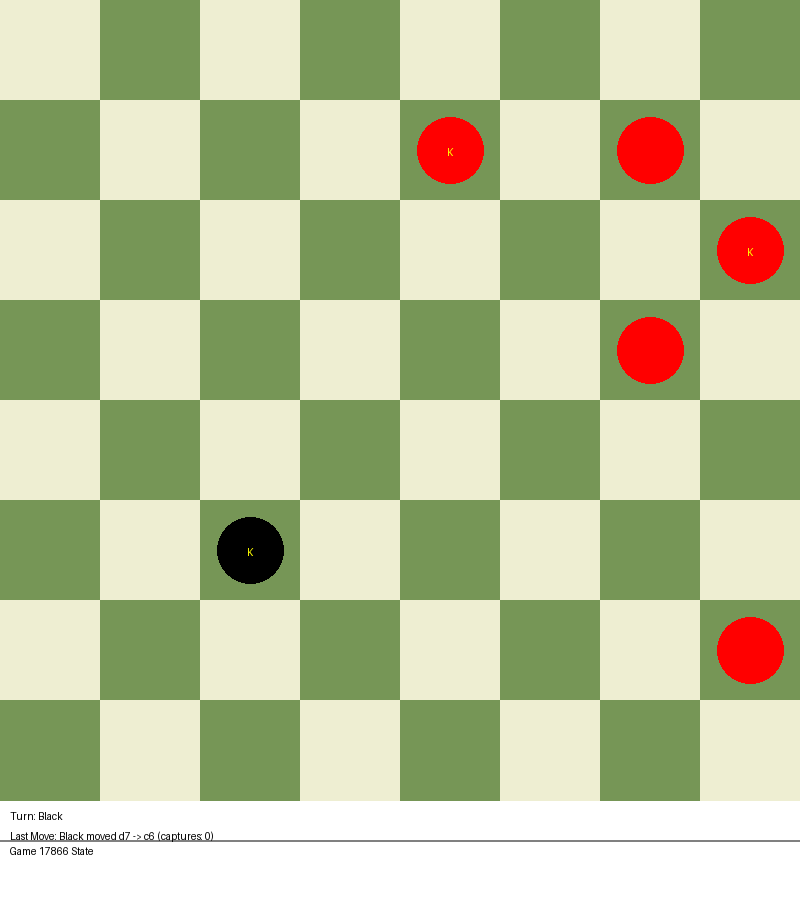 K
K
K
Turn: Black
Last Move: Black moved d7 -> c6 (captures: 0)
Game 17866 State